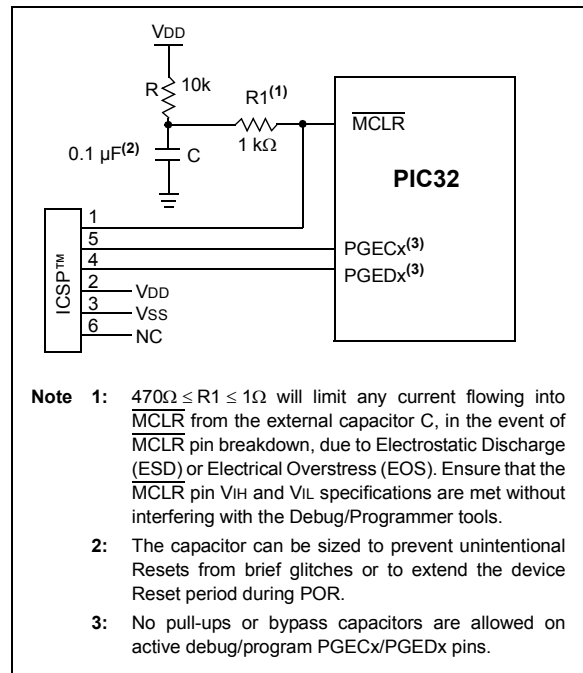 VDD
R 10k
R1(1)
0.1 µF(2) C
1 kΩ
MCLR
PIC32
1
5
4
2
3
6
ICSP™
PGECx(3)
PGEDx(3)
VDD
VSS
NC
Note 1: 470Ω ≤ R1 ≤ 1Ω will limit any current flowing into
MCLR from the external capacitor C, in the event of
MCLR pin breakdown, due to Electrostatic Discharge
(ESD) or Electrical Overstress (EOS). Ensure that the
MCLR pin VIH and VIL specifications are met without
interfering with the Debug/Programmer tools.
2: The capacitor can be sized to prevent unintentional
Resets from brief glitches or to extend the device
Reset period during POR.
3: No pull-ups or bypass capacitors are allowed on
active debug/program PGECx/PGEDx pins.